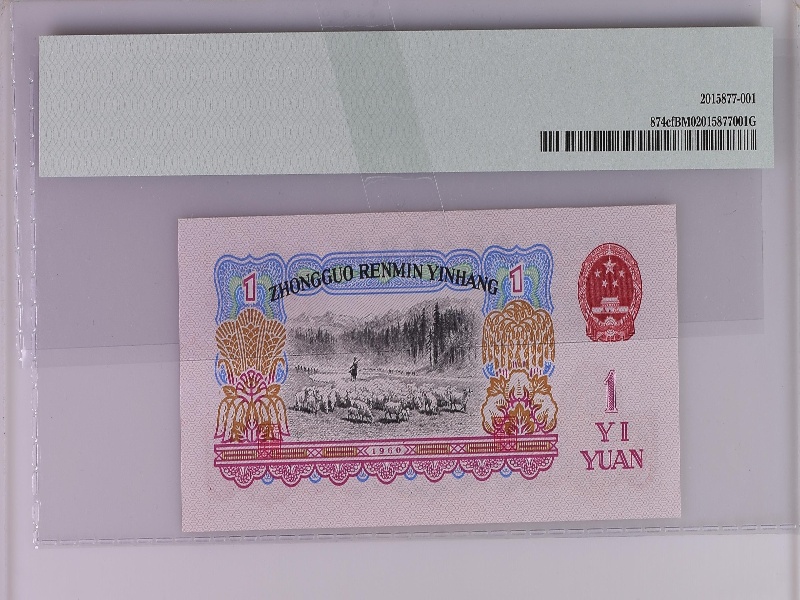 2015877-001
874cfBM02015877001G
1 ZHONGGUO RENMIN YINHANG 1
1960
1
YI
YUAN